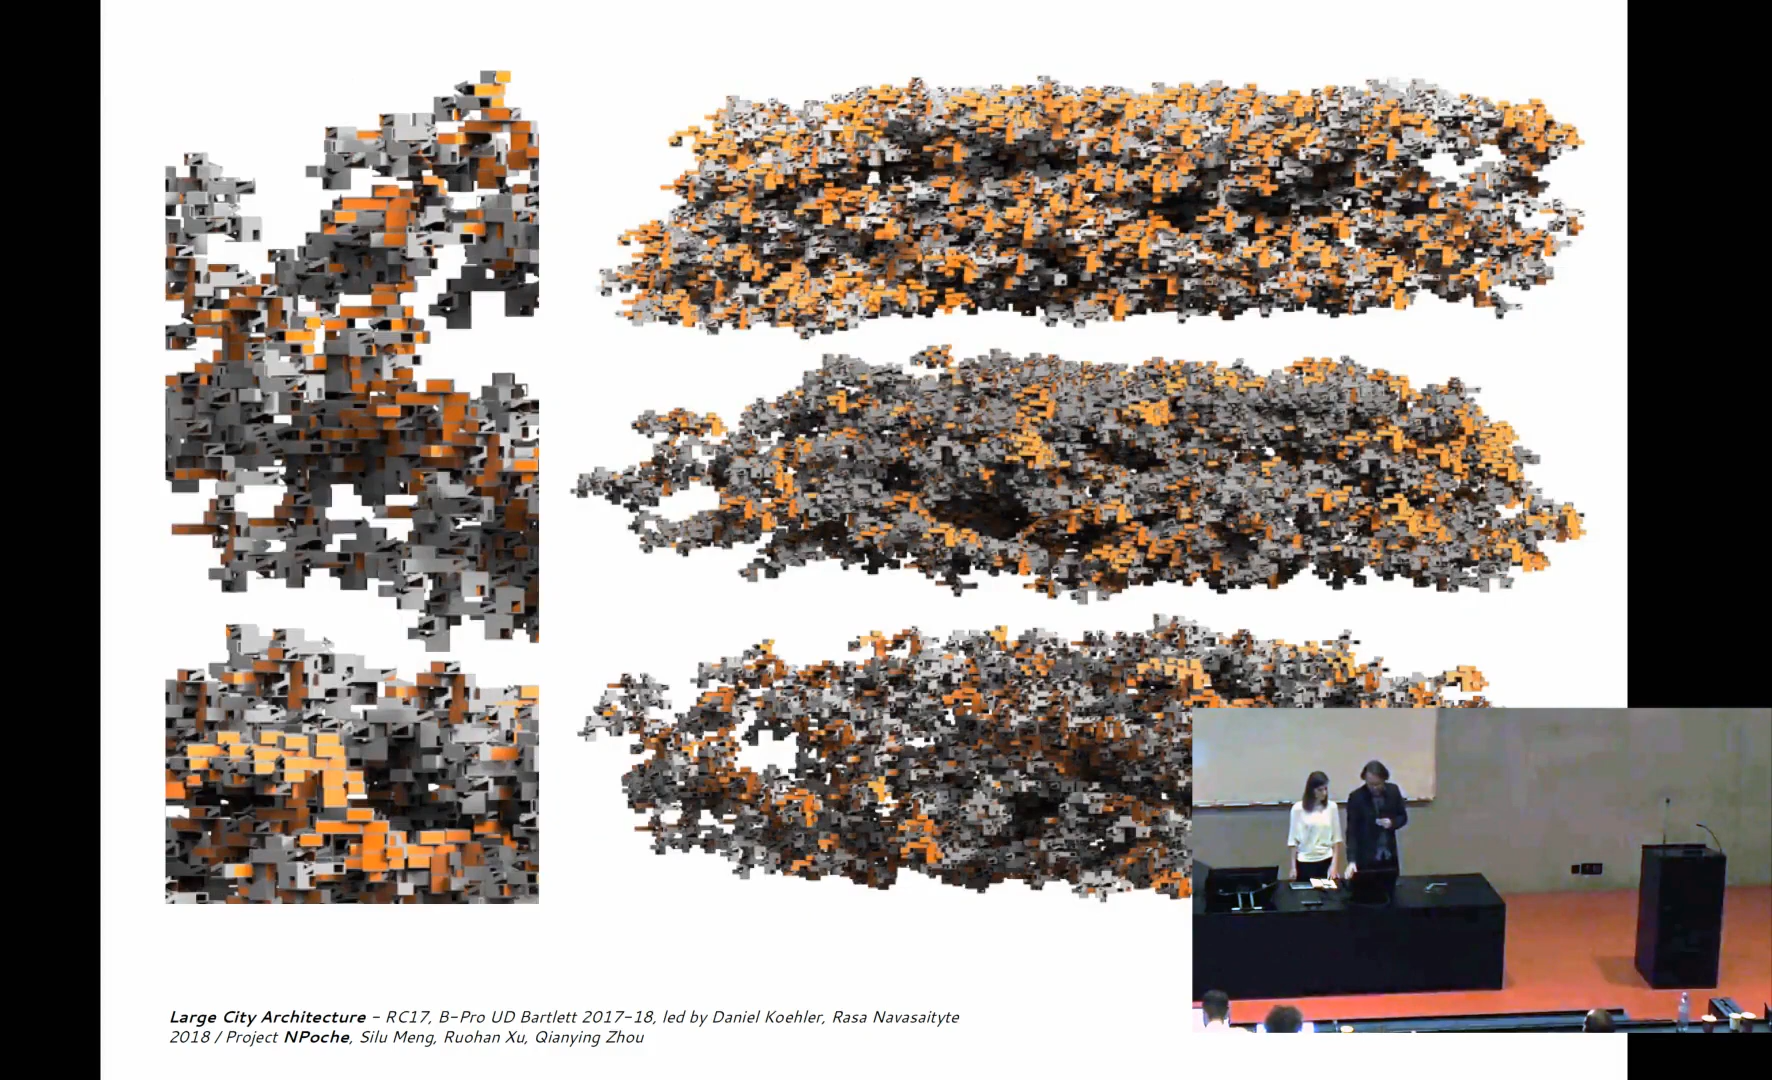 Large City Architecture - RC17, B-Pro UD Bartlett 2017-18, led by Daniel Koehler, Rasa Navasaityte
2018 / Project NPoche, Silu Meng, Ruohan Xu, Qianying Zhou